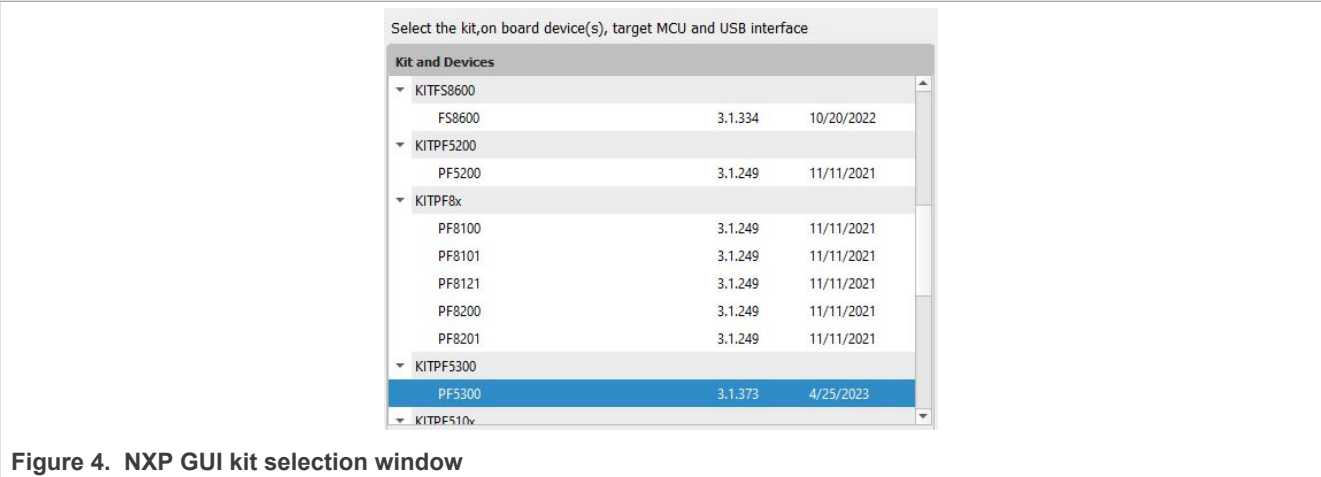 Select the kit,on board device(s), target MCU and USB interface
Kit and Devices
KITFS8600
FS8600 3.1.334 10/20/2022
KITPF5200
PF5200 3.1.249 11/11/2021
KITPF8x
PF8100 3.1.249 11/11/2021
PF8101 3.1.249 11/11/2021
PF8121 3.1.249 11/11/2021
PF8200 3.1.249 11/11/2021
PF8201 3.1.249 11/11/2021
KITPF5300
PF5300 3.1.373 4/25/2023
KITPF510x
Figure 4. NXP GUI kit selection window